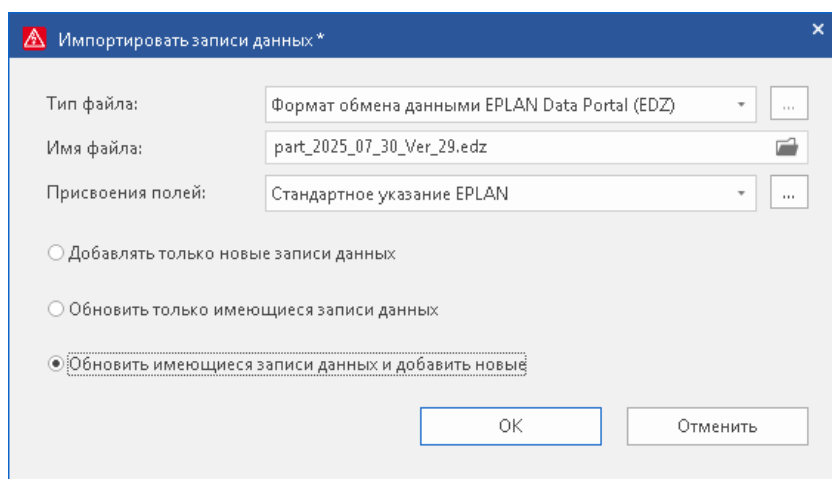 Импортировать записи данных *
Тип файла: Формат обмена данными EPLAN Data Portal (EDZ) ...
Имя файла: part_2025_07_30_Ver_29.edz
Присвоения полей: Стандартное указание EPLAN ...
Добавлять только новые записи данных
Обновить только имеющиеся записи данных
Обновить имеющиеся записи данных и добавить новые
OK Отменить